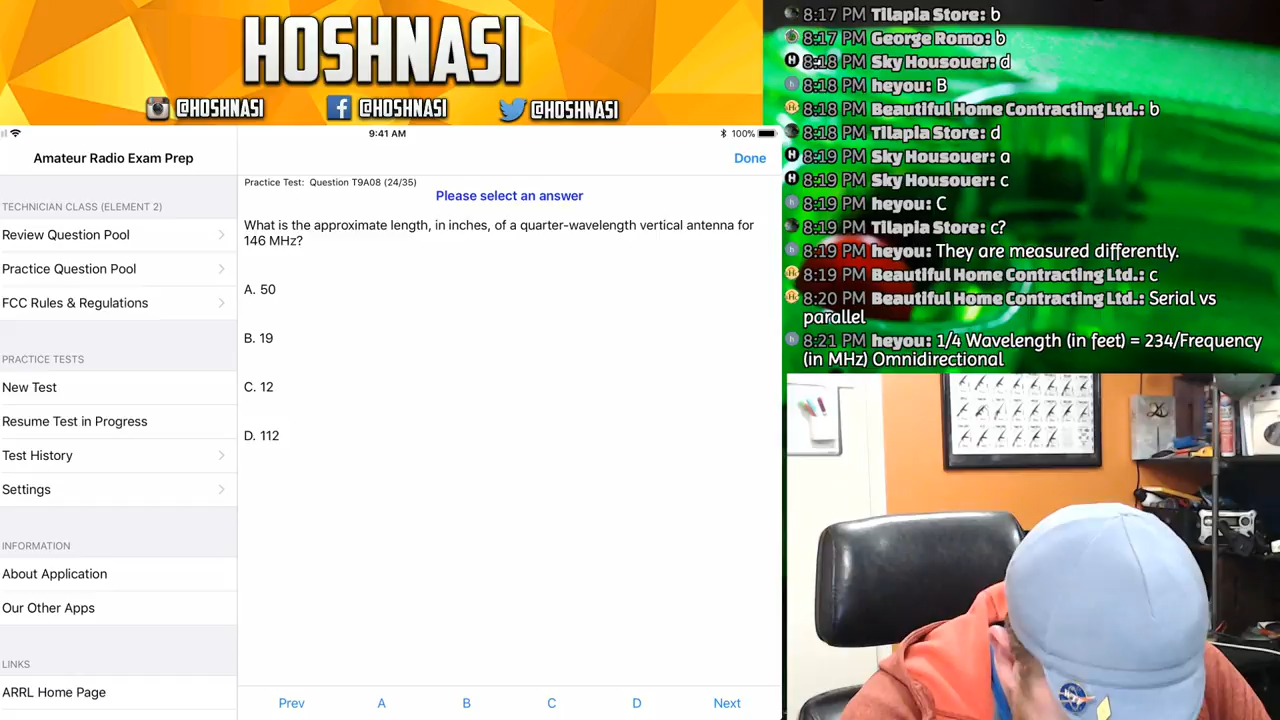 HOSHNASI
@HOSHNASI
@HOSHNASI
@HOSHNASI
9:41 AM
100%
Amateur Radio Exam Prep
Done
TECHNICIAN CLASS (ELEMENT 2)
Review Question Pool
Practice Question Pool
FCC Rules & Regulations
PRACTICE TESTS
New Test
Resume Test in Progress
Test History
Settings
INFORMATION
About Application
Our Other Apps
LINKS
ARRL Home Page
Practice Test: Question T9A08 (24/35)
Please select an answer
What is the approximate length, in inches, of a quarter-wavelength vertical antenna for
146 MHz?
A. 50
B. 19
C. 12
D. 112
Prev
A
B
C
D
Next
8:17 PM Tilapia Store: b
8:17 PM George Romo: b
8:18 PM Sky Housouer: d
8:18 PM heyou: B
8:18 PM Beautiful Home Contracting Ltd.: b
8:18 PM Tilapia Store: d
8:19 PM Sky Housouer: a
8:19 PM Sky Housouer: c
8:19 PM heyou: C
8:19 PM Tilapia Store: c?
8:19 PM heyou: They are measured differently.
8:19 PM Beautiful Home Contracting Ltd.: c
8:20 PM Beautiful Home Contracting Ltd.: Serial vs
parallel
8:21 PM heyou: 1/4 Wavelength (in feet) = 234/Frequency
(in MHz) Omnidirectional